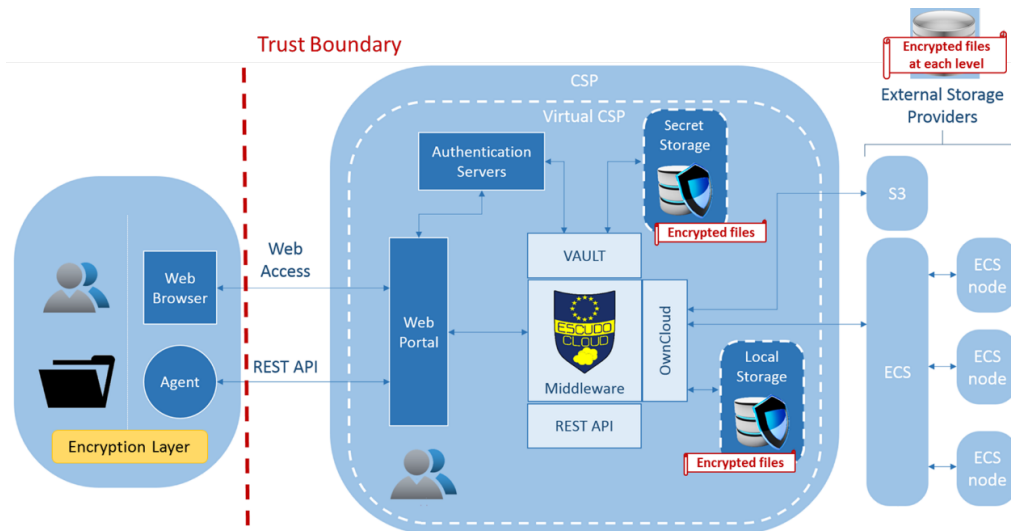 Trust Boundary
Encrypted files
at each level
External Storage
Providers
CSP
Virtual CSP
Authentication
Servers
Secret
Storage
Encrypted files
S3
Web
Access
Web
Browser
VAULT
ECS
node
Web
Portal
ESCUDO
CLOUD
Middleware
OwnCloud
ECS
node
Local
Storage
ECS
REST API
Agent
REST API
Encryption Layer
Encrypted files
ECS
node